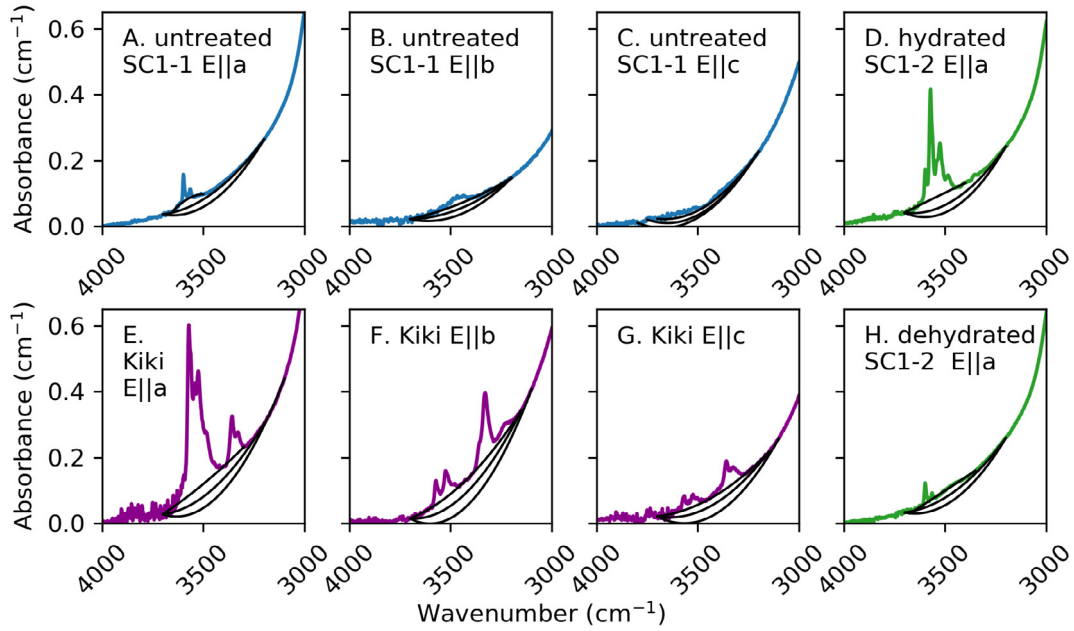 A. untreated
SC1-1 E||a
B. untreated
SC1-1 E||b
C. untreated
SC1-1 E||c
D. hydrated
SC1-2 E||a
Absorbance (cm⁻¹)
0.6
0.4
0.2
0.0
4000 3500 3000
4000 3500 3000
4000 3500 3000
4000 3500 3000
E.
Kiki
E||a
F. Kiki E||b
G. Kiki E||c
H. dehydrated
SC1-2 E||a
Absorbance (cm⁻¹)
0.6
0.4
0.2
0.0
4000 3500 3000
4000 3500 3000
4000 3500 3000
4000 3500 3000
Wavenumber (cm⁻¹)